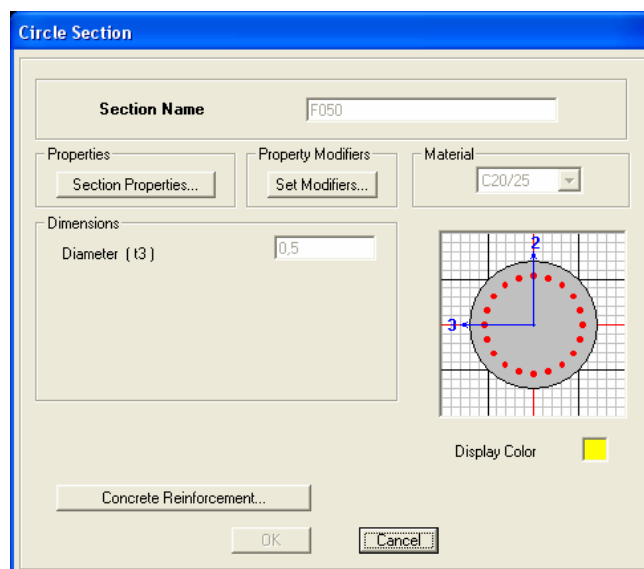 Circle Section
Section Name F050
Properties Property Modifiers Material
Section Properties... Set Modifiers... C20/25
Dimensions
Diameter ( t3 ) 0,5
2
3
Display Color
Concrete Reinforcement...
OK Cancel